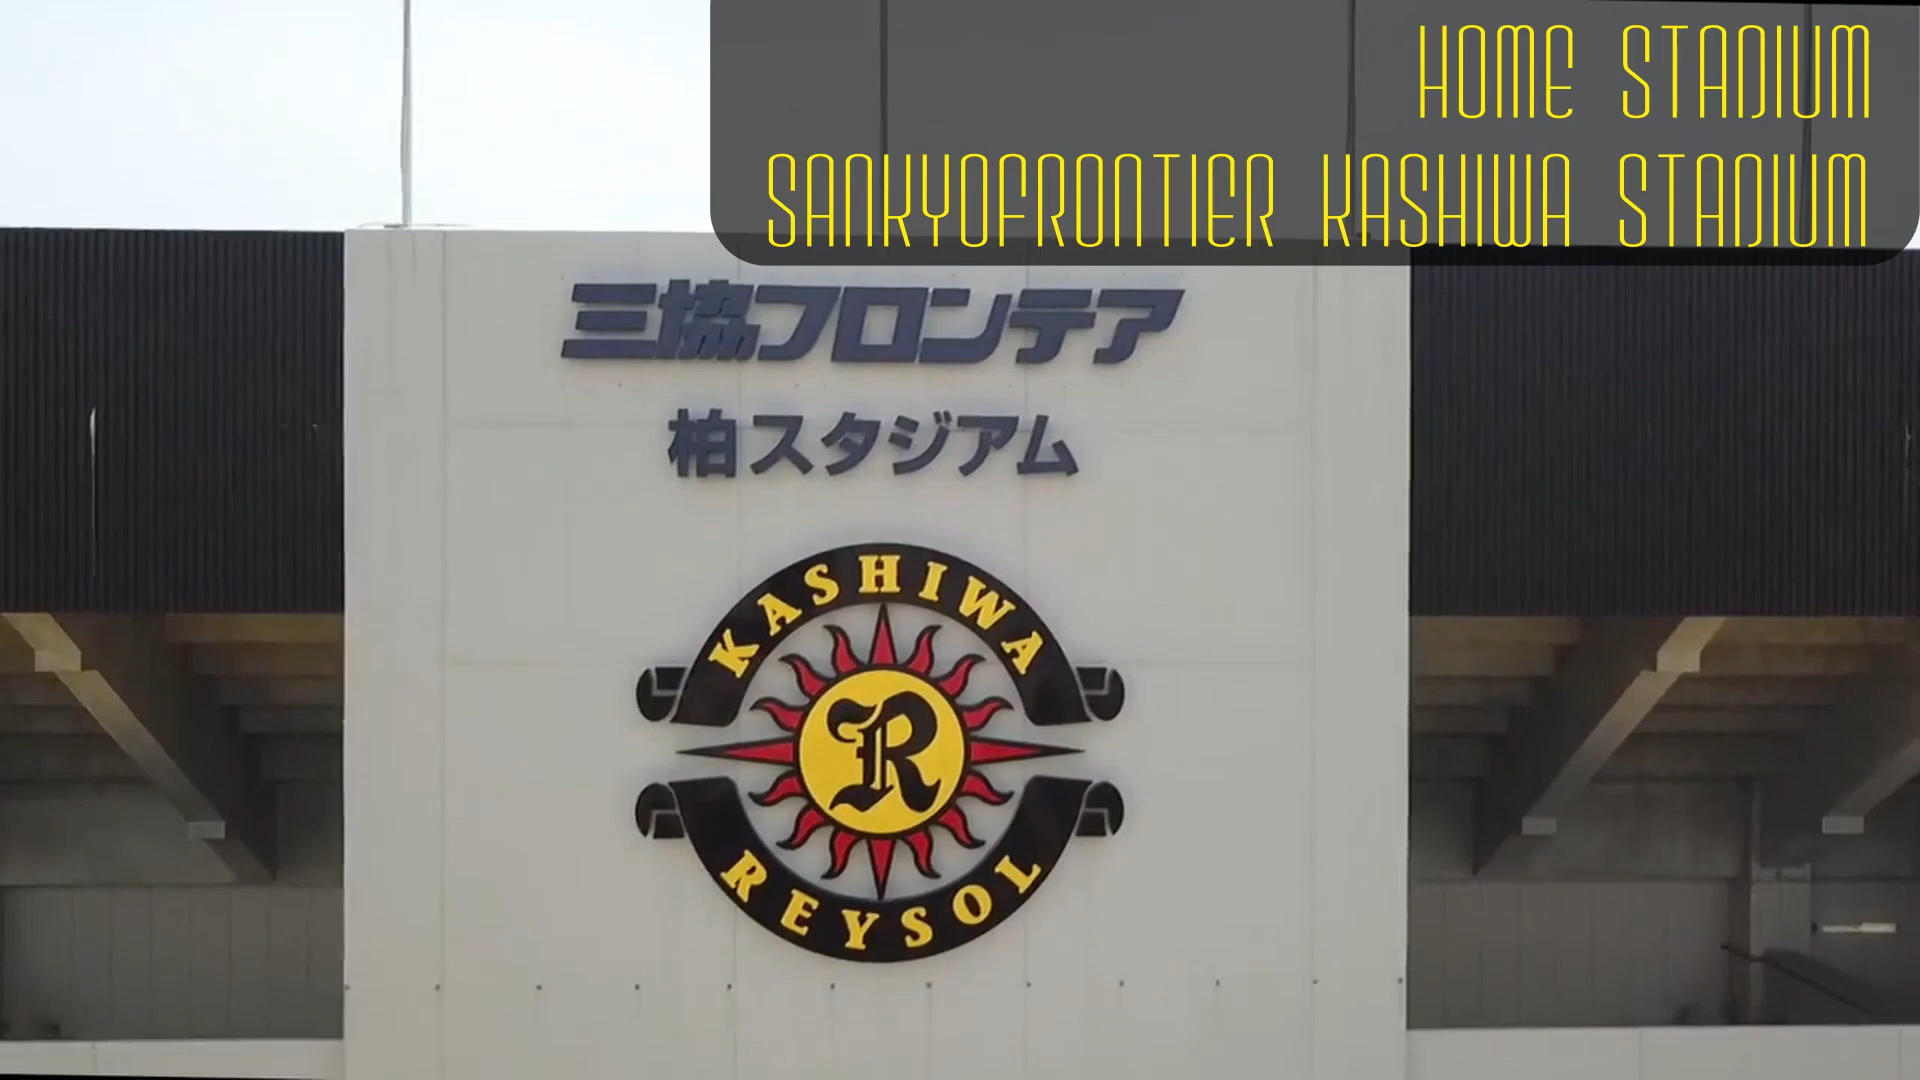 HOME STADIUM
SANKYOFRONTIER KASHIWA STADIUM
三協フロンテア
柏スタジアム
KASHIWA
R
REYSOL